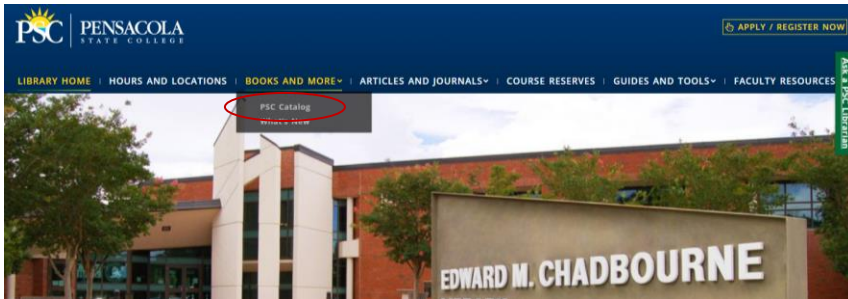 PSC PENSACOLA
STATE COLLEGE
APPLY / REGISTER NOW
LIBRARY HOME HOURS AND LOCATIONS BOOKS AND MORE ARTICLES AND JOURNALS COURSE RESERVES GUIDES AND TOOLS FACULTY RESOURCES
Ask a PSC Librarian
PSC Catalog
What's New
EDWARD M. CHADBOURNE